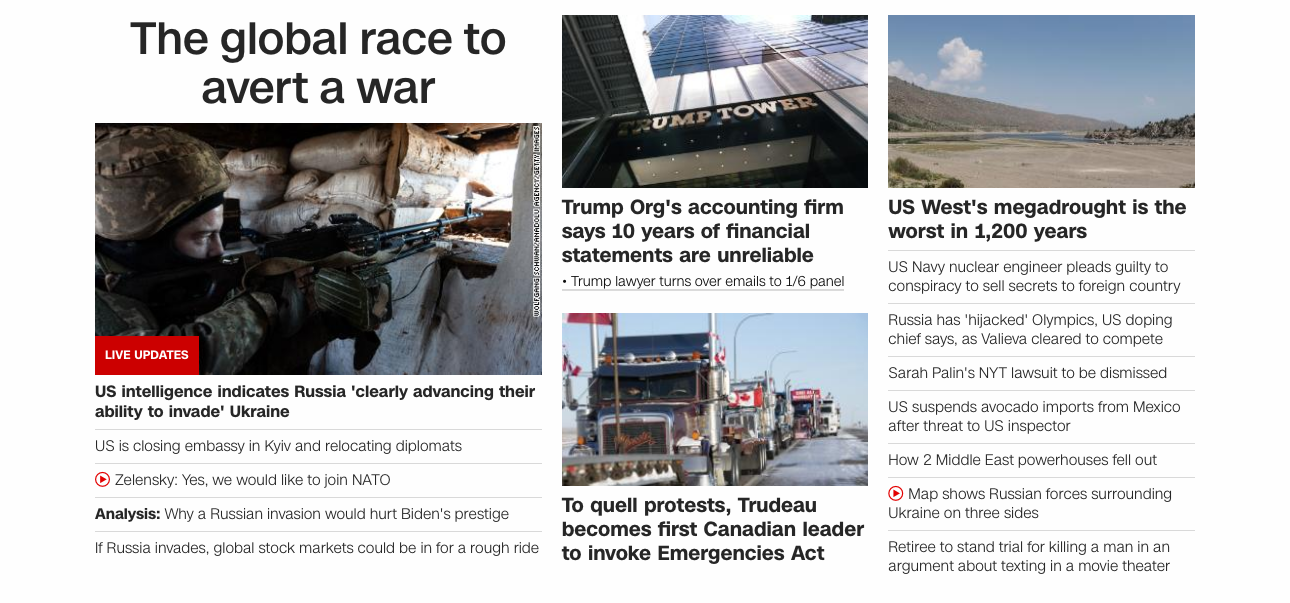 The global race to
avert a war
WOLFGANG SCHWAN/ANADOLU AGENCY/GETTY IMAGES
LIVE UPDATES
US intelligence indicates Russia 'clearly advancing their
ability to invade' Ukraine
US is closing embassy in Kyiv and relocating diplomats
Zelensky: Yes, we would like to join NATO
Analysis: Why a Russian invasion would hurt Biden's prestige
If Russia invades, global stock markets could be in for a rough ride
TRUMP TOWER
Trump Org's accounting firm
says 10 years of financial
statements are unreliable
• Trump lawyer turns over emails to 1/6 panel
To quell protests, Trudeau
becomes first Canadian leader
to invoke Emergencies Act
US West's megadrought is the
worst in 1,200 years
US Navy nuclear engineer pleads guilty to
conspiracy to sell secrets to foreign country
Russia has 'hijacked' Olympics, US doping
chief says, as Valieva cleared to compete
Sarah Palin's NYT lawsuit to be dismissed
US suspends avocado imports from Mexico
after threat to US inspector
How 2 Middle East powerhouses fell out
Map shows Russian forces surrounding
Ukraine on three sides
Retiree to stand trial for killing a man in an
argument about texting in a movie theater